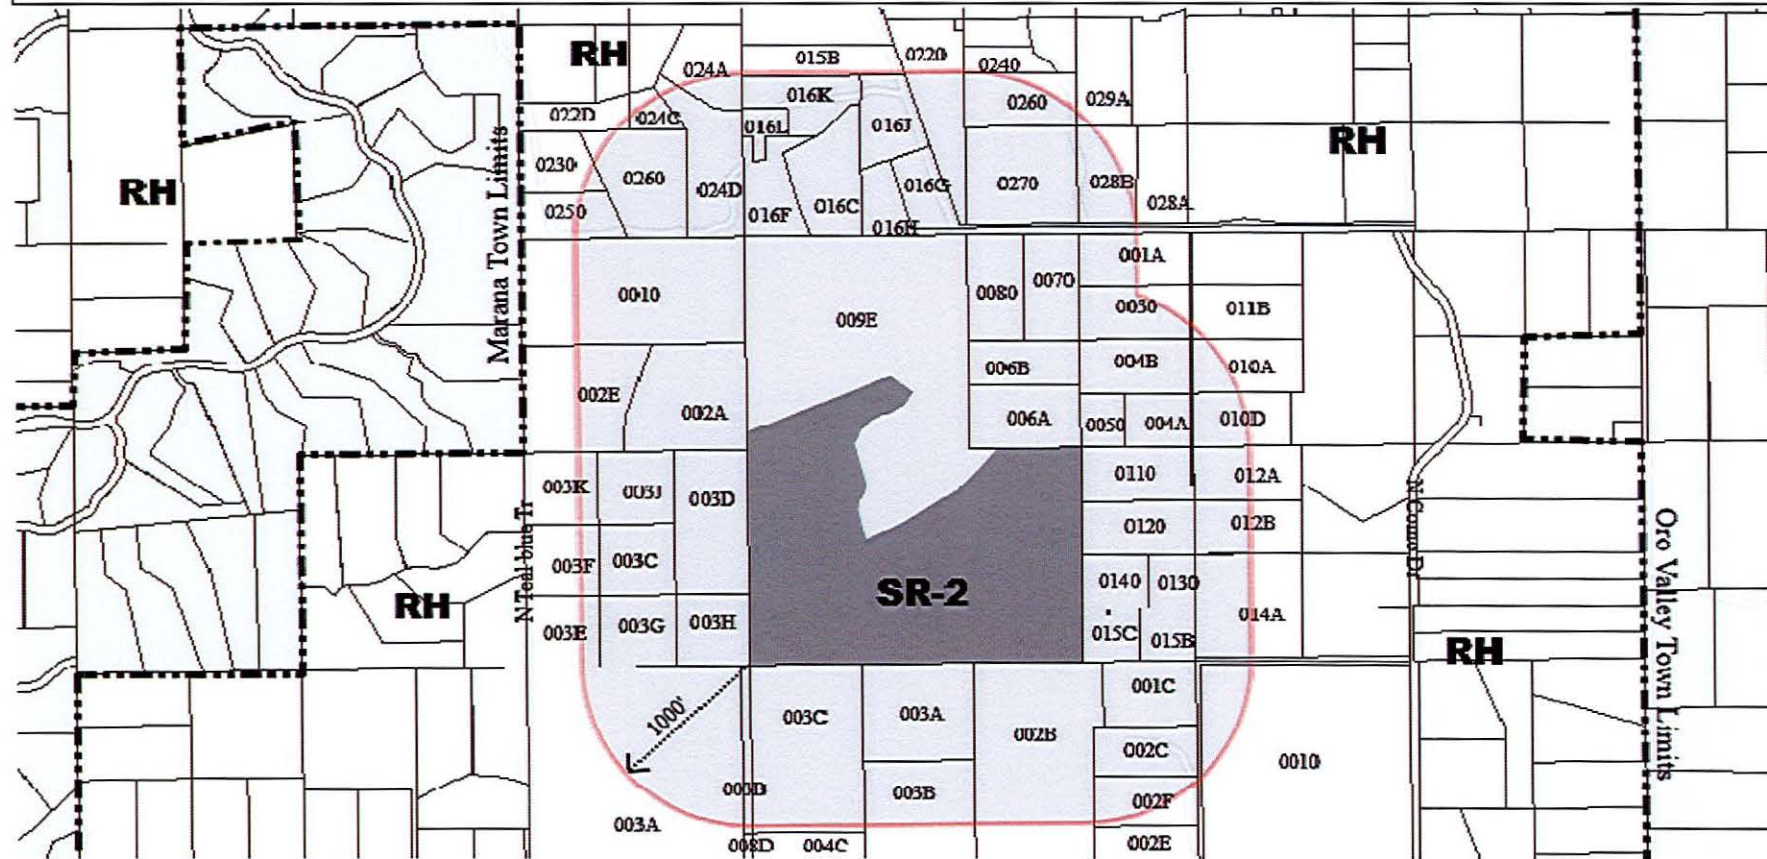 RH
015B
0220
0240
024A
016K
0260
029A
022D
024C
016L
016J
RH
0230
0260
024D
016G
0270
028B
RH
0250
016F
016C
016H
028A
Marana Town Limits
001A
0010
009E
0080
0070
0030
011B
006B
004B
010A
002E
002A
006A
0050
004A
010D
003K
003J
003D
0110
012A
N Teal-blue Tr
0120
012B
N Como Dr
003F
003C
0140
0130
SR-2
RH
014A
003E
003G
003H
015C
015B
RH
Oro Valley Town Limits
001C
1000'
003C
003A
002B
002C
0010
003B
002F
003A
008D
004C
002E